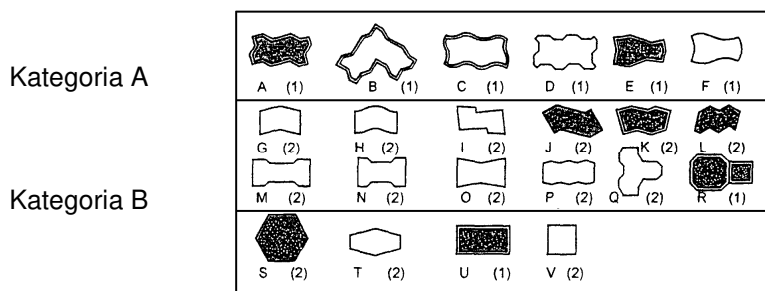 Kategoria A
A (1) B (1) C (1) D (1) E (1) F (1)
G (2) H (2) I (2) J (2) K (2) L (2)
Kategoria B
M (2) N (2) O (2) P (2) Q (2) R (1)
S (2) T (2) U (1) V (2)